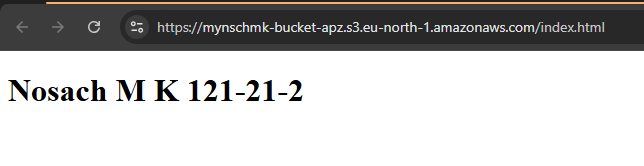 https://mynschmk-bucket-apz.s3.eu-north-1.amazonaws.com/index.html
Nosach M K 121-21-2